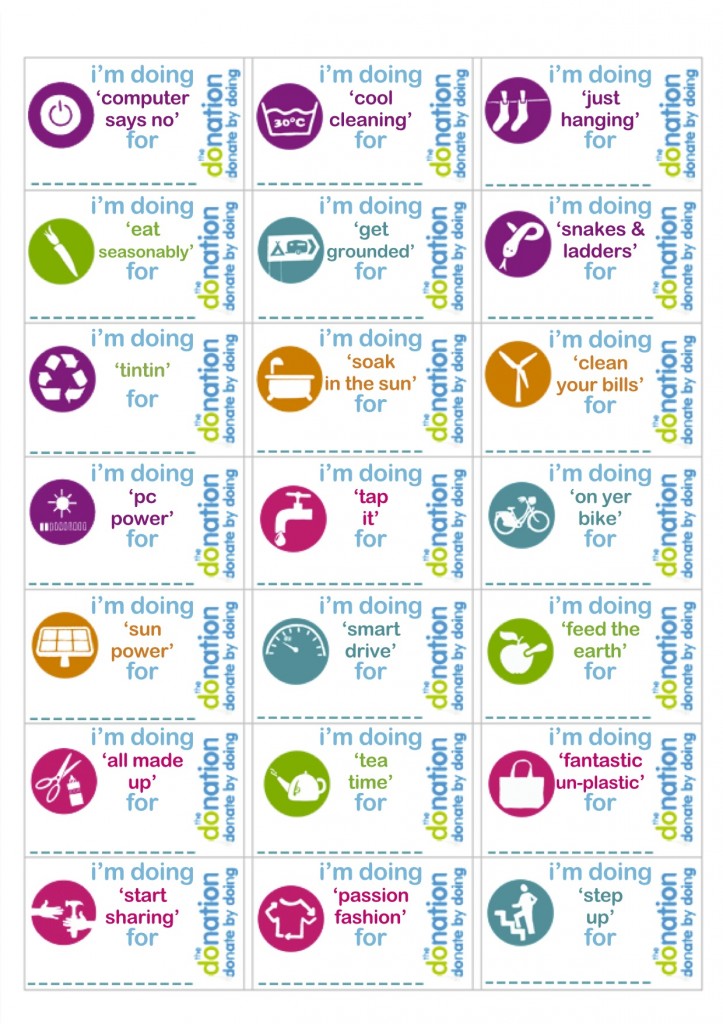 i'm doing
'computer
says no'
for
the donation
donate by doing
30°C
i'm doing
'cool
cleaning'
for
the donation
donate by doing
i'm doing
'just
hanging'
for
the donation
donate by doing
i'm doing
'eat
seasonably'
for
the donation
donate by doing
i'm doing
'get
grounded'
for
the donation
donate by doing
i'm doing
'snakes &
ladders'
for
the donation
donate by doing
i'm doing
'tintin'
for
the donation
donate by doing
i'm doing
'soak
in the sun'
for
the donation
donate by doing
i'm doing
'clean
your bills'
for
the donation
donate by doing
i'm doing
'pc
power'
for
the donation
donate by doing
i'm doing
'tap
it'
for
the donation
donate by doing
i'm doing
'on yer
bike'
for
the donation
donate by doing
i'm doing
'sun
power'
for
the donation
donate by doing
i'm doing
'smart
drive'
for
the donation
donate by doing
i'm doing
'feed the
earth'
for
the donation
donate by doing
i'm doing
'all made
up'
for
the donation
donate by doing
i'm doing
'tea
time'
for
the donation
donate by doing
i'm doing
'fantastic
un-plastic'
for
the donation
donate by doing
i'm doing
'start
sharing'
for
the donation
donate by doing
i'm doing
'passion
fashion'
for
the donation
donate by doing
i'm doing
'step
up'
for
the donation
donate by doing